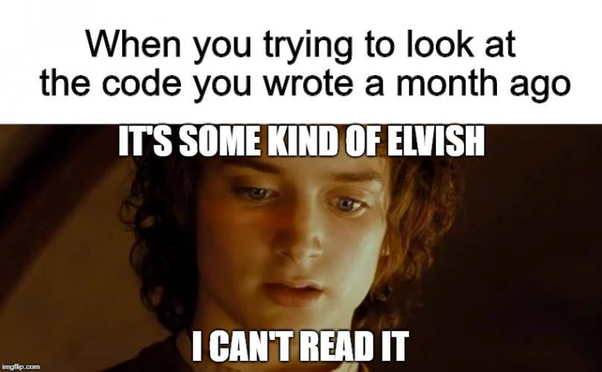 When you trying to look at
the code you wrote a month ago
IT'S SOME KIND OF ELVISH
I CAN'T READ IT
imgflip.com